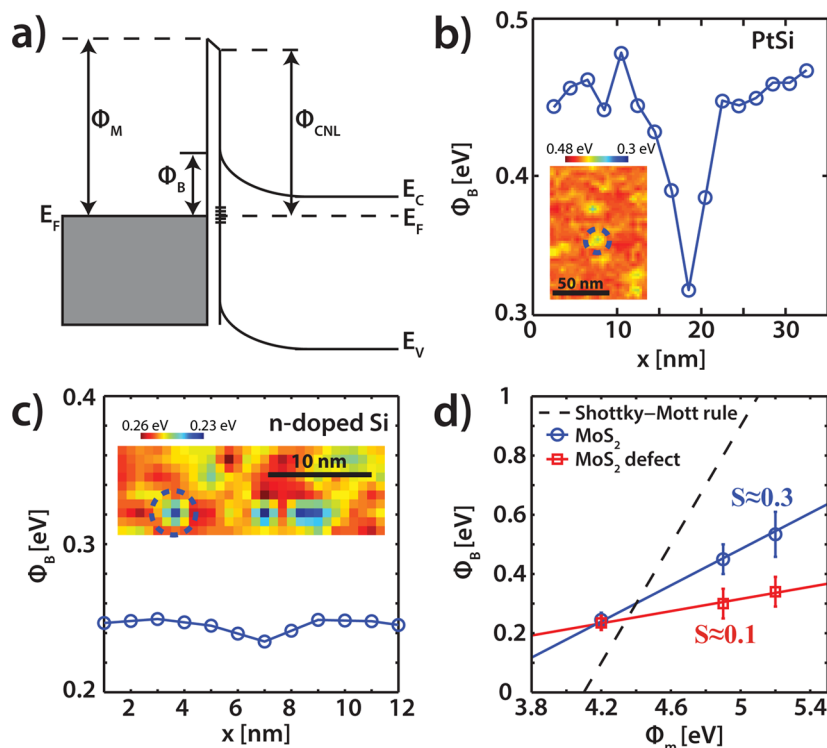 a)
Φ_M
Φ_B
Φ_CNL
E_F
E_C
E_F
E_V
b)
PtSi
0.5
0.4
0.3
Φ_B [eV]
0.48 eV
0.3 eV
50 nm
0
10
20
30
x [nm]
c)
n-doped Si
0.4
0.3
0.2
Φ_B [eV]
0.26 eV
0.23 eV
10 nm
2
4
6
8
10
12
x [nm]
d)
1
0.8
0.6
0.4
0.2
0
Φ_B [eV]
Shottky–Mott rule
MoS₂
MoS₂ defect
S≈0.3
S≈0.1
3.8
4.2
4.6
5
5.4
Φ_m [eV]